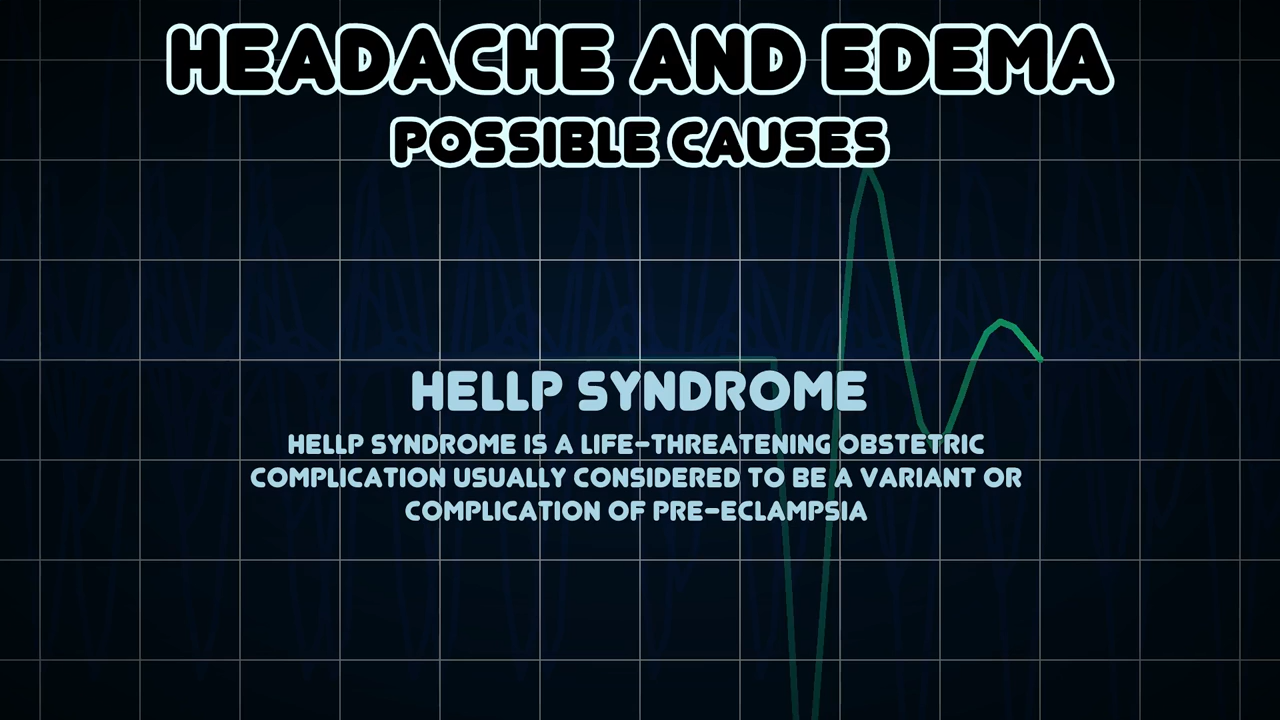 HEADACHE AND EDEMA
POSSIBLE CAUSES
HELLP SYNDROME
HELLP SYNDROME IS A LIFE-THREATENING OBSTETRIC
COMPLICATION USUALLY CONSIDERED TO BE A VARIANT OR
COMPLICATION OF PRE-ECLAMPSIA